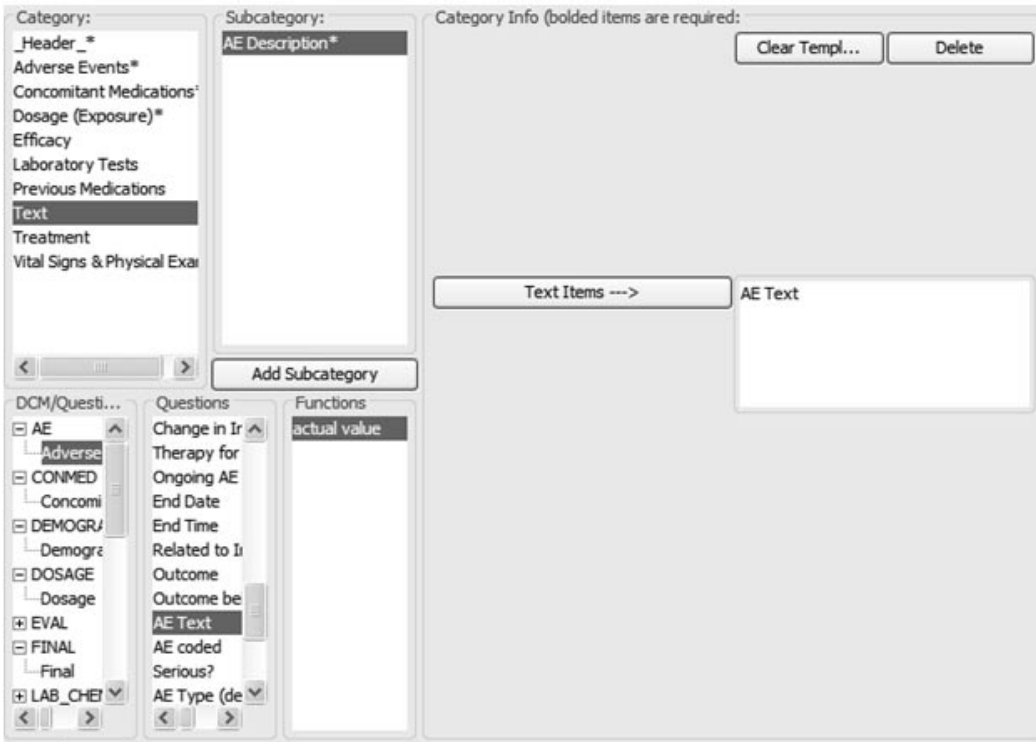 Category:
_Header_*
Adverse Events*
Concomitant Medications*
Dosage (Exposure)*
Efficacy
Laboratory Tests
Previous Medications
Text
Treatment
Vital Signs & Physical Exar
Subcategory:
AE Description*
Add Subcategory
Category Info (bolded items are required:
Clear Templ...
Delete
Text Items --->
AE Text
DCM/Questi...
AE
Adverse
CONMED
Concomi
DEMOGRA
Demogra
DOSAGE
Dosage
EVAL
FINAL
Final
LAB_CHEM
Questions
Change in Ir
Therapy for
Ongoing AE
End Date
End Time
Related to Ir
Outcome
Outcome be
AE Text
AE coded
Serious?
AE Type (de
Functions
actual value